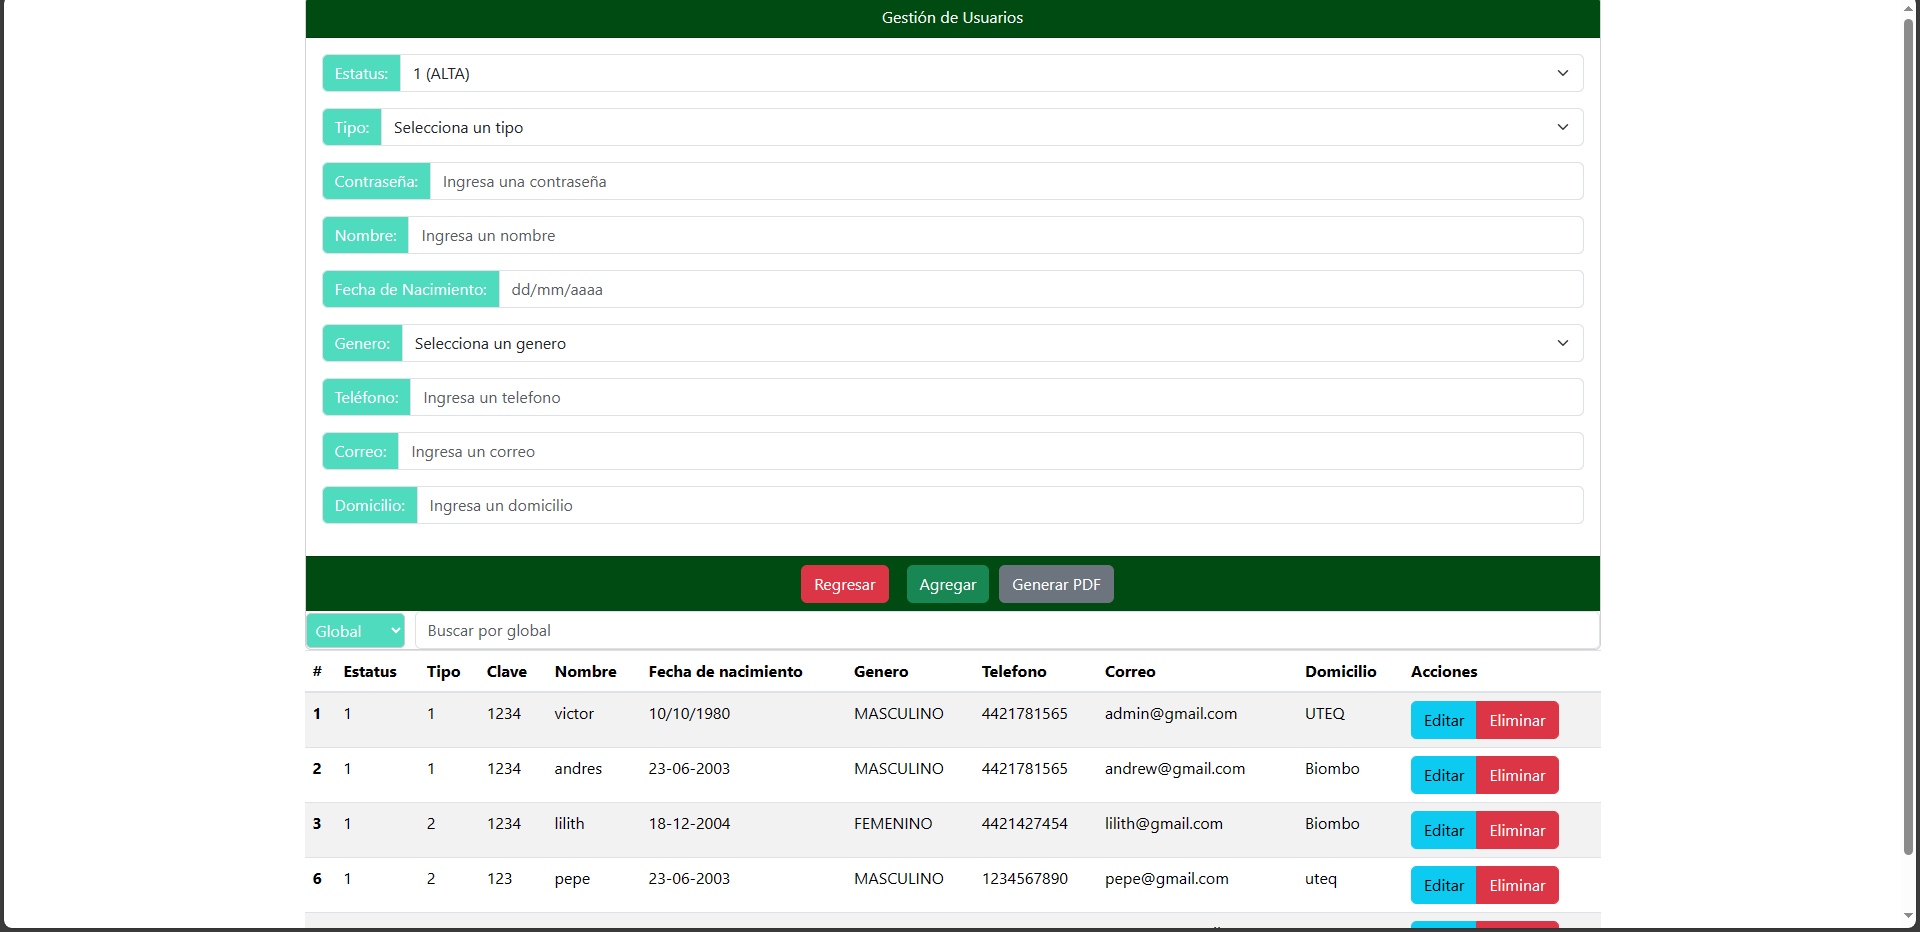 Gestión de Usuarios
Estatus: 1 (ALTA)
Tipo: Selecciona un tipo
Contraseña: Ingresa una contraseña
Nombre: Ingresa un nombre
Fecha de Nacimiento: dd/mm/aaaa
Genero: Selecciona un genero
Teléfono: Ingresa un telefono
Correo: Ingresa un correo
Domicilio: Ingresa un domicilio
Regresar Agregar Generar PDF
Global Buscar por global
# Estatus Tipo Clave Nombre Fecha de nacimiento Genero Telefono Correo Domicilio Acciones
1 1 1 1234 victor 10/10/1980 MASCULINO 4421781565 admin@gmail.com UTEQ Editar Eliminar
2 1 1 1234 andres 23-06-2003 MASCULINO 4421781565 andrew@gmail.com Biombo Editar Eliminar
3 1 2 1234 lilith 18-12-2004 FEMENINO 4421427454 lilith@gmail.com Biombo Editar Eliminar
6 1 2 123 pepe 23-06-2003 MASCULINO 1234567890 pepe@gmail.com uteq Editar Eliminar